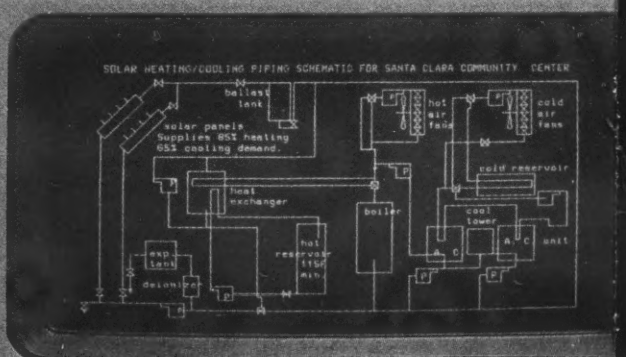 SOLAR HEATING/COOLING PIPING SCHEMATIC FOR SANTA CLARA COMMUNITY CENTER
ballast
tank
solar panels
Supplies 85% heating
65% cooling demand.
hot
air
fans
cold
air
fans
cold reservoir
heat
exchanger
boiler
cool
tower
hot
reservoir
115F
min.
A C
A C
unit
exp.
tank
deionizer
P
P
P
P
P
P
P
P